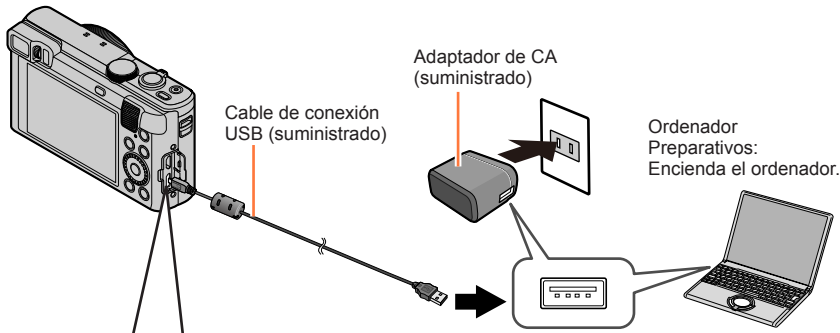 Adaptador de CA
(suministrado)
Cable de conexión
USB (suministrado)
Ordenador
Preparativos:
Encienda el ordenador.